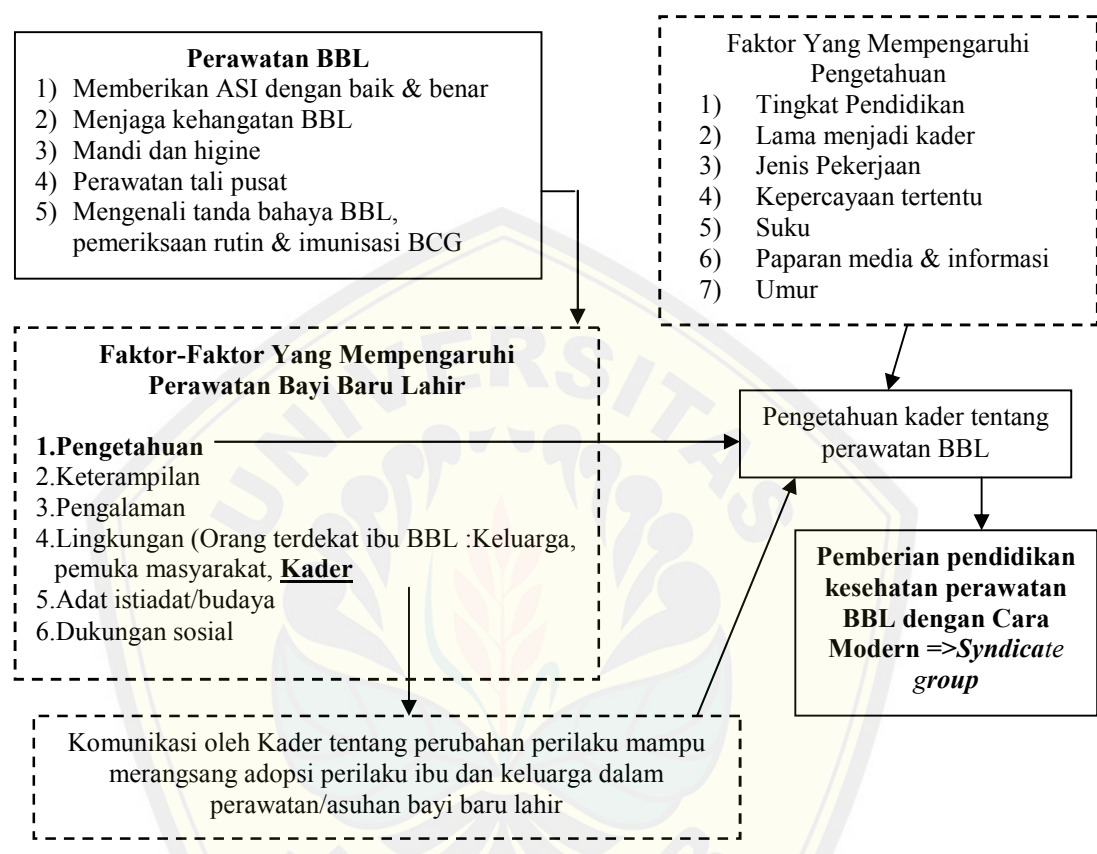 Perawatan BBL
1) Memberikan ASI dengan baik & benar
2) Menjaga kehangatan BBL
3) Mandi dan higine
4) Perawatan tali pusat
5) Mengenali tanda bahaya BBL,
pemeriksaan rutin & imunisasi BCG
Faktor Yang Mempengaruhi
Pengetahuan
1) Tingkat Pendidikan
2) Lama menjadi kader
3) Jenis Pekerjaan
4) Kepercayaan tertentu
5) Suku
6) Paparan media & informasi
7) Umur
Faktor-Faktor Yang Mempengaruhi
Perawatan Bayi Baru Lahir
1.Pengetahuan
2.Keterampilan
3.Pengalaman
4.Lingkungan (Orang terdekat ibu BBL :Keluarga,
pemuka masyarakat, Kader
5.Adat istiadat/budaya
6.Dukungan sosial
Pengetahuan kader tentang
perawatan BBL
Pemberian pendidikan
kesehatan perawatan
BBL dengan Cara
Modern =>Syndicate
group
Komunikasi oleh Kader tentang perubahan perilaku mampu
merangsang adopsi perilaku ibu dan keluarga dalam
perawatan/asuhan bayi baru lahir
UNIVERSITAS